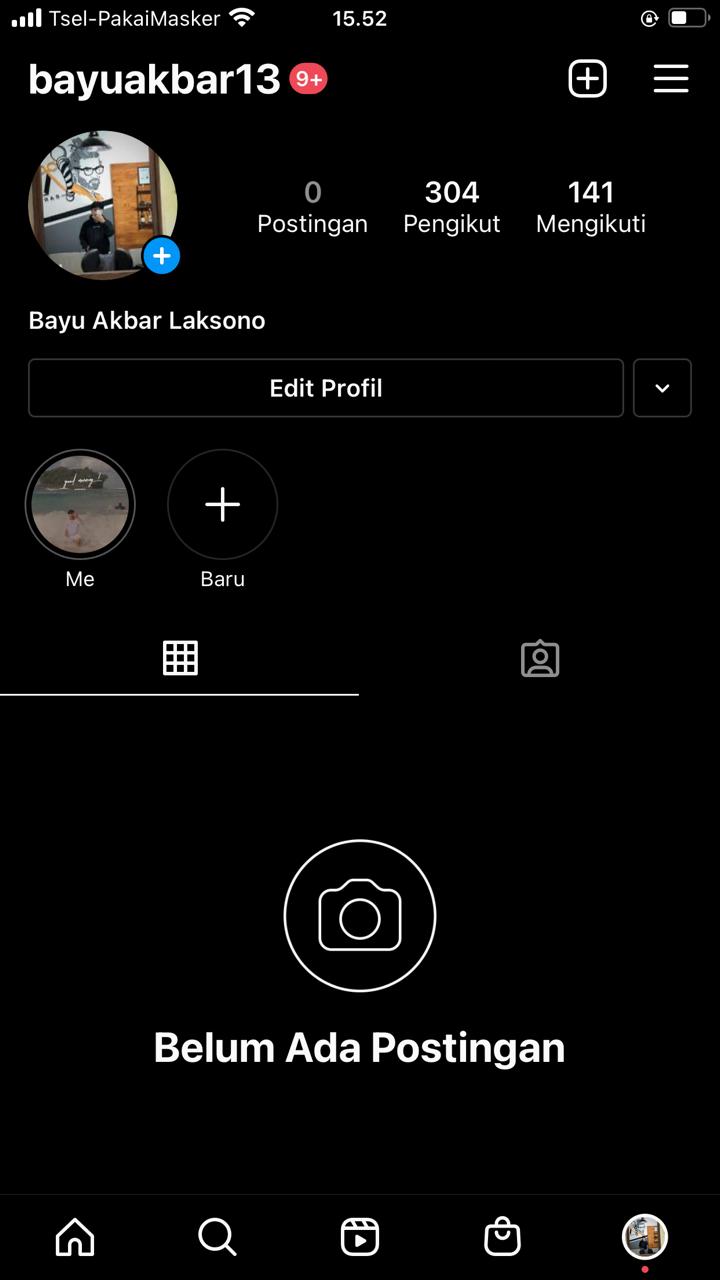 Tsel-PakaiMasker 15.52
bayuakbar13 9+
0 304 141
Postingan Pengikut Mengikuti
Bayu Akbar Laksono
Edit Profil
Me Baru
Belum Ada Postingan